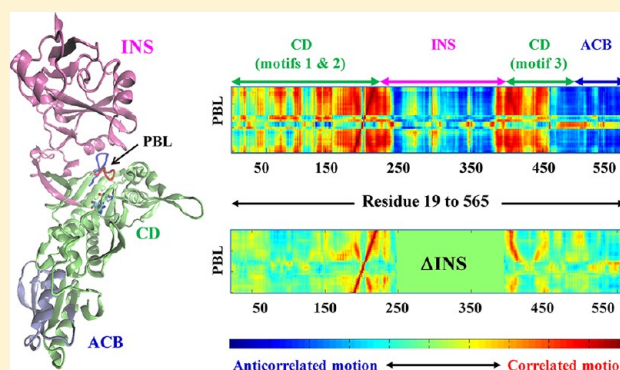 INS
PBL
CD
ACB
CD INS CD ACB
(motifs 1 & 2) (motif 3)
PBL
50 150 250 350 450 550
Residue 19 to 565
PBL
ΔINS
50 150 250 350 450 550
Anticorrelated motion Correlated motion